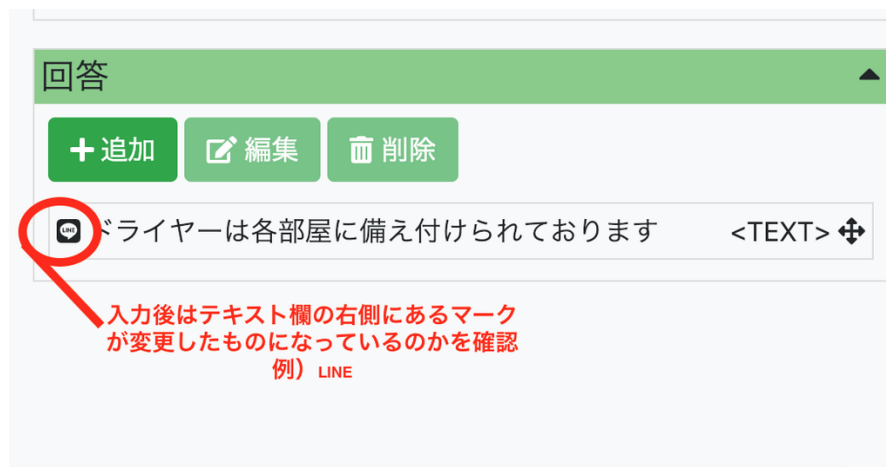 回答
追加
編集
削除
LINE
ドライヤーは各部屋に備え付けられております <TEXT>
入力後はテキスト欄の右側にあるマーク
が変更したものになっているのかを確認
例）LINE